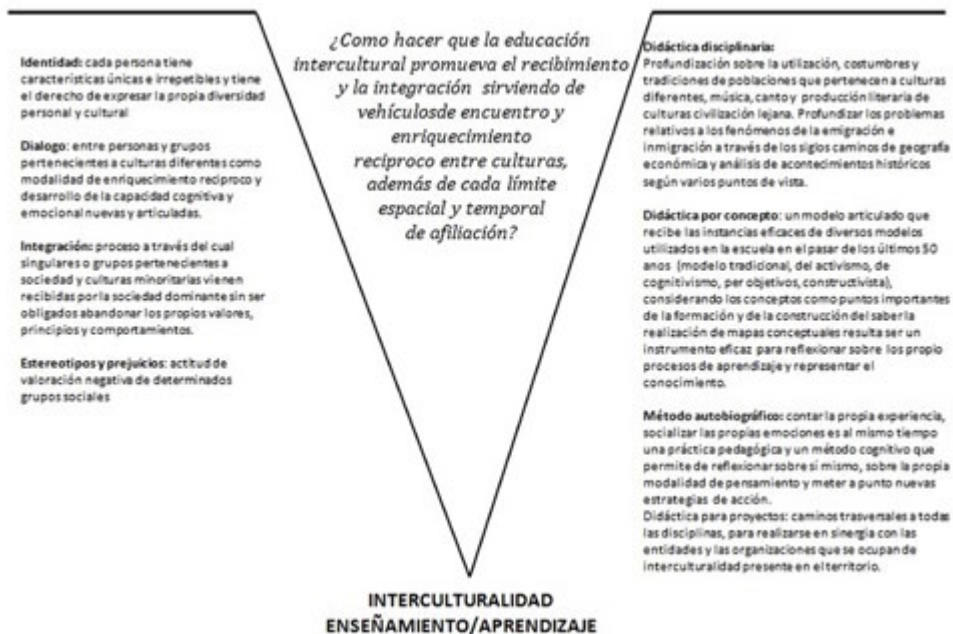 Identidad: cada persona tiene
características únicas e irrepetibles y tiene
el derecho de expresar la propia diversidad
personal y cultural
Dialogo: entre personas y grupos
pertenecientes a culturas diferentes como
modalidad de enriquecimiento reciproco y
desarrollo de la capacidad cognitiva y
emocional nuevas y articuladas.
Integración: proceso a través del cual
singulares o grupos pertenecientes a
sociedad y culturas minoritarias vienen
recibidas por la sociedad dominante sin ser
obligados abandonar los propios valores,
principios y comportamientos.
Estereotipos y prejuicios: actitud de
valoración negativa de determinados
grupos sociales
¿Como hacer que la educación
intercultural promueva el recibimiento
y la integración sirviendo de
vehículosde encuentro y
enriquecimiento
reciproco entre culturas,
además de cada límite
espacial y temporal
de afiliación?
Didáctica disciplinaria:
Profundización sobre la utilización, costumbres y
tradiciones de poblaciones que pertenecen a culturas
diferentes, música, canto y producción literaria de
culturas civilización lejana. Profundizar los problemas
relativos a los fenómenos de la emigración e
inmigración a través de los siglos caminos de geografía
económica y análisis de acontecimientos históricos
según varios puntos de vista.
Didáctica por concepto: un modelo articulado que
recibe las instancias eficaces de diversos modelos
utilizados en la escuela en el pasar de los últimos 50
anos (modelo tradicional, del activismo, de
cognitivismo, per objetivos, constructivista),
considerando los conceptos como puntos importantes
de la formación y de la construcción del saber la
realización de mapas conceptuales resulta ser un
instrumento eficaz para reflexionar sobre los propio
procesos de aprendizaje y representar el
conocimiento.
Método autobiográfico: contar la propia experiencia,
socializar las propias emociones es al mismo tiempo
una práctica pedagógica y un método cognitivo que
permite de reflexionar sobre si mismo, sobre la propia
modalidad de pensamiento y meter a punto nuevas
estrategias de acción.
Didáctica para proyectos: caminos trasversales a todas
las disciplinas, para realizarse en sinergia con las
entidades y las organizaciones que se ocupan de
interculturalidad presente en el territorio.
INTERCULTURALIDAD
ENSEÑAMIENTO/APRENDIZAJE